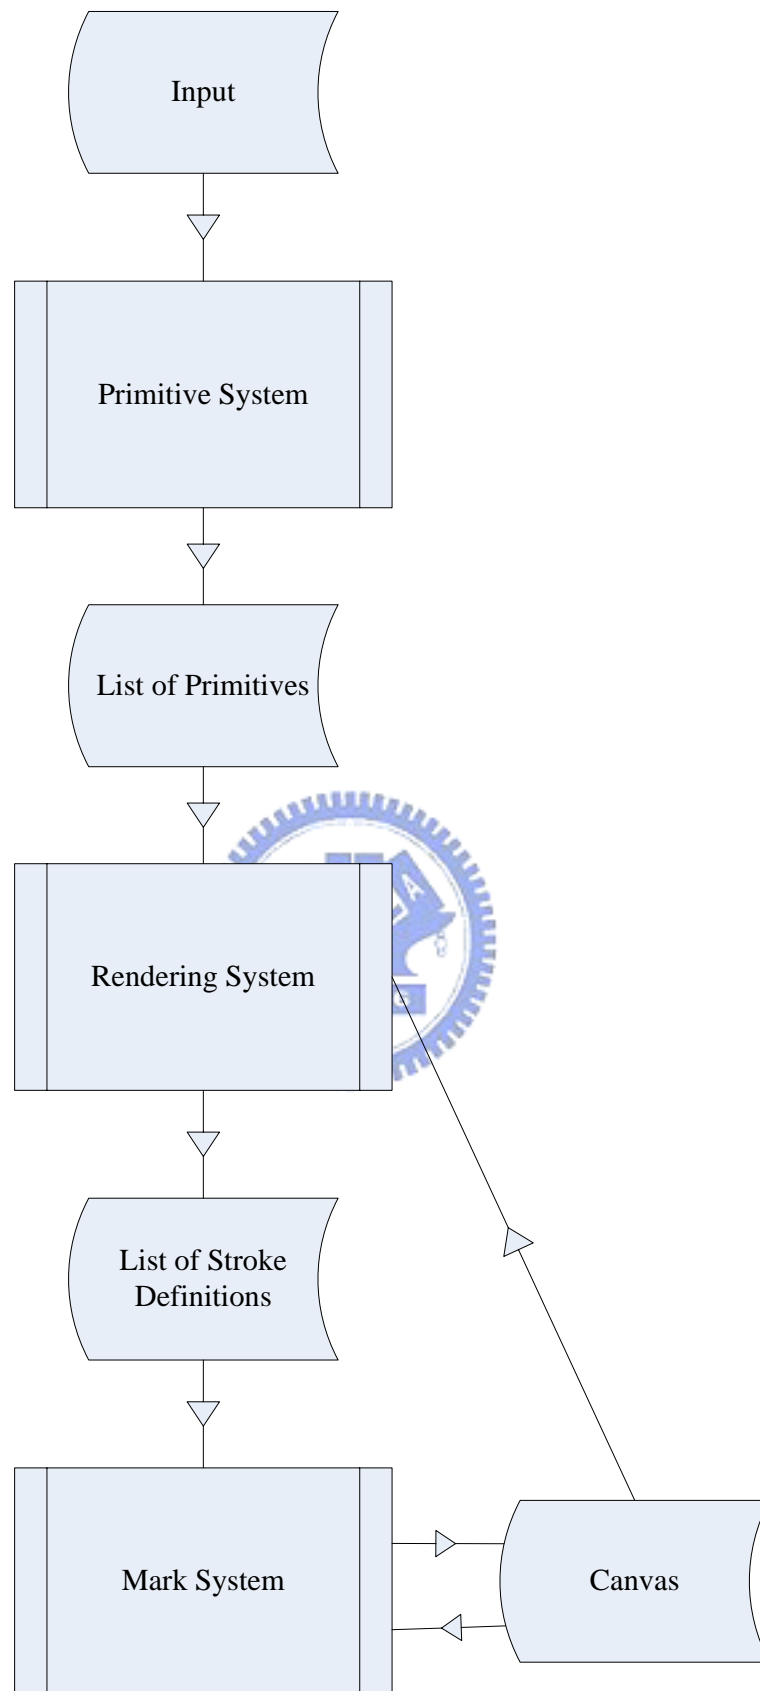 Input
Primitive System
List of Primitives
Rendering System
List of Stroke
Definitions
Mark System
Canvas